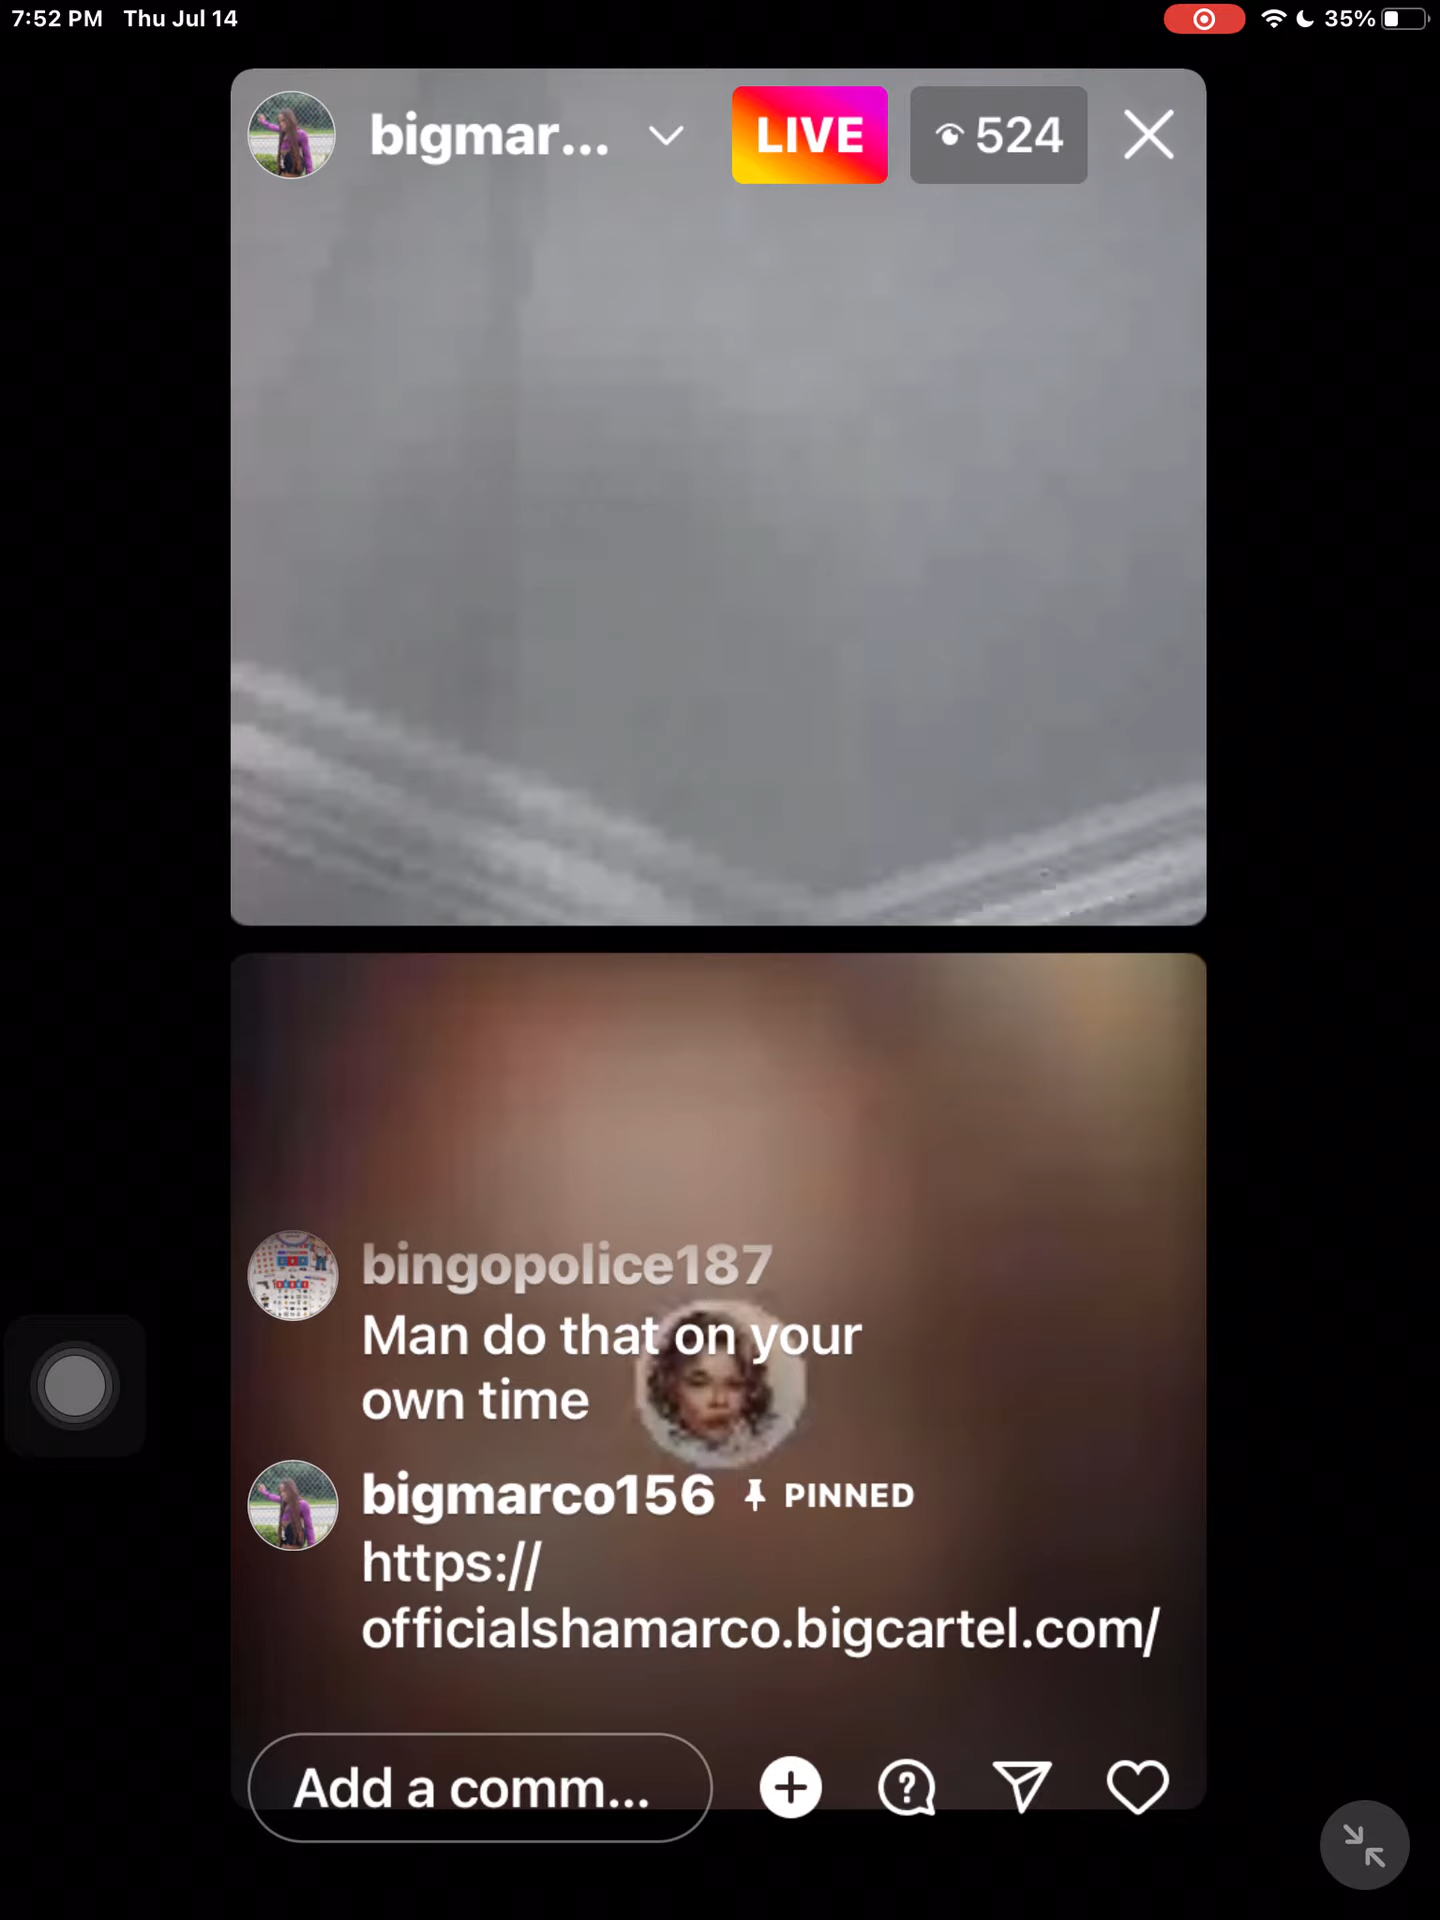 7:52 PM Thu Jul 14
35%
bigmar...
LIVE
524
bingopolice187
Man do that on your
own time
bigmarco156 PINNED
https://
officialshamarco.bigcartel.com/
Add a comm...